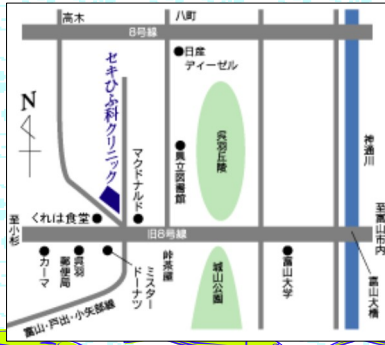 高木
八町
8号線
日産
ディーゼル
セキひふ科クリニック
N
マクドナルド
県立図書館
呉羽丘陵
神通川
くれは食堂
至小杉
旧8号線
至富山市内
カーマ
呉羽
郵便局
ミスター
ドーナツ
峠茶屋
城山公園
富山大学
富山大橋
富山・戸出・小矢部線